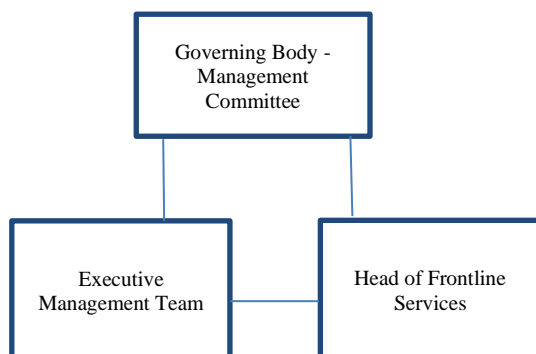 Governing Body -
Management
Committee
Executive
Management Team
Head of Frontline
Services